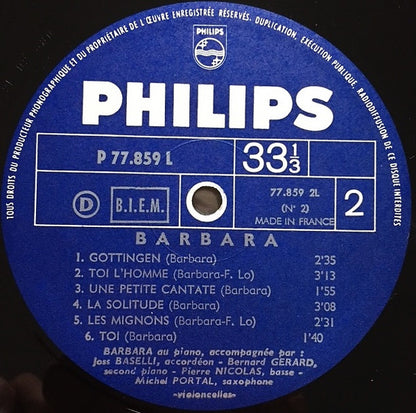 TOUS DROITS DU PRODUCTEUR PHONOGRAPHIQUE ET DU PROPRIÉTAIRE DE L'ŒUVRE ENREGISTRÉE RÉSERVÉS. DUPLICATION, EXÉCUTION PUBLIQUE, RADIODIFFUSION DE CE DISQUE INTERDITES
PHILIPS
PHILIPS
P 77.859 L
33 1/3
D
B.I.E.M.
77.859 2L
(N° 2)
MADE IN FRANCE
2
BARBARA
1. GOTTINGEN (Barbara) 2'35
2. TOI L'HOMME (Barbara-F. Lo) 3'13
3. UNE PETITE CANTATE (Barbara) 1'55
4. LA SOLITUDE (Barbara) 3'08
5. LES MIGNONS (Barbara-F. Lo) 2'31
6. TOI (Barbara) 1'40
BARBARA au piano, accompagnée par :
Joss BASELLI, accordéon - Bernard GERARD,
second piano - Pierre NICOLAS, basse -
Michel PORTAL, saxophone
-violoncelles-